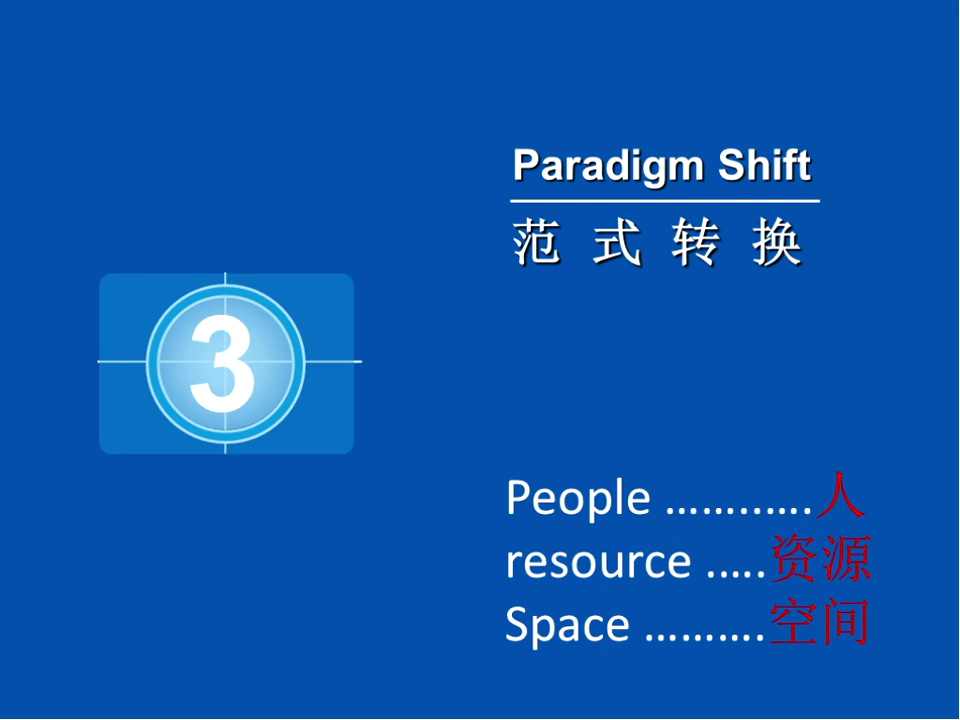 Paradigm Shift
范 式 转 换
3
People ……..….人
resource .….资源
Space ……….空间